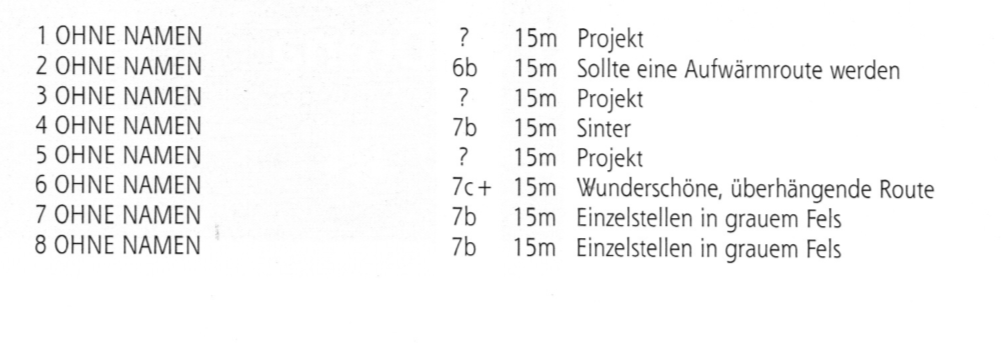 1 OHNE NAMEN ? 15m Projekt
2 OHNE NAMEN 6b 15m Sollte eine Aufwärmroute werden
3 OHNE NAMEN ? 15m Projekt
4 OHNE NAMEN 7b 15m Sinter
5 OHNE NAMEN ? 15m Projekt
6 OHNE NAMEN 7c+ 15m Wunderschöne, überhängende Route
7 OHNE NAMEN 7b 15m Einzelstellen in grauem Fels
8 OHNE NAMEN 7b 15m Einzelstellen in grauem Fels